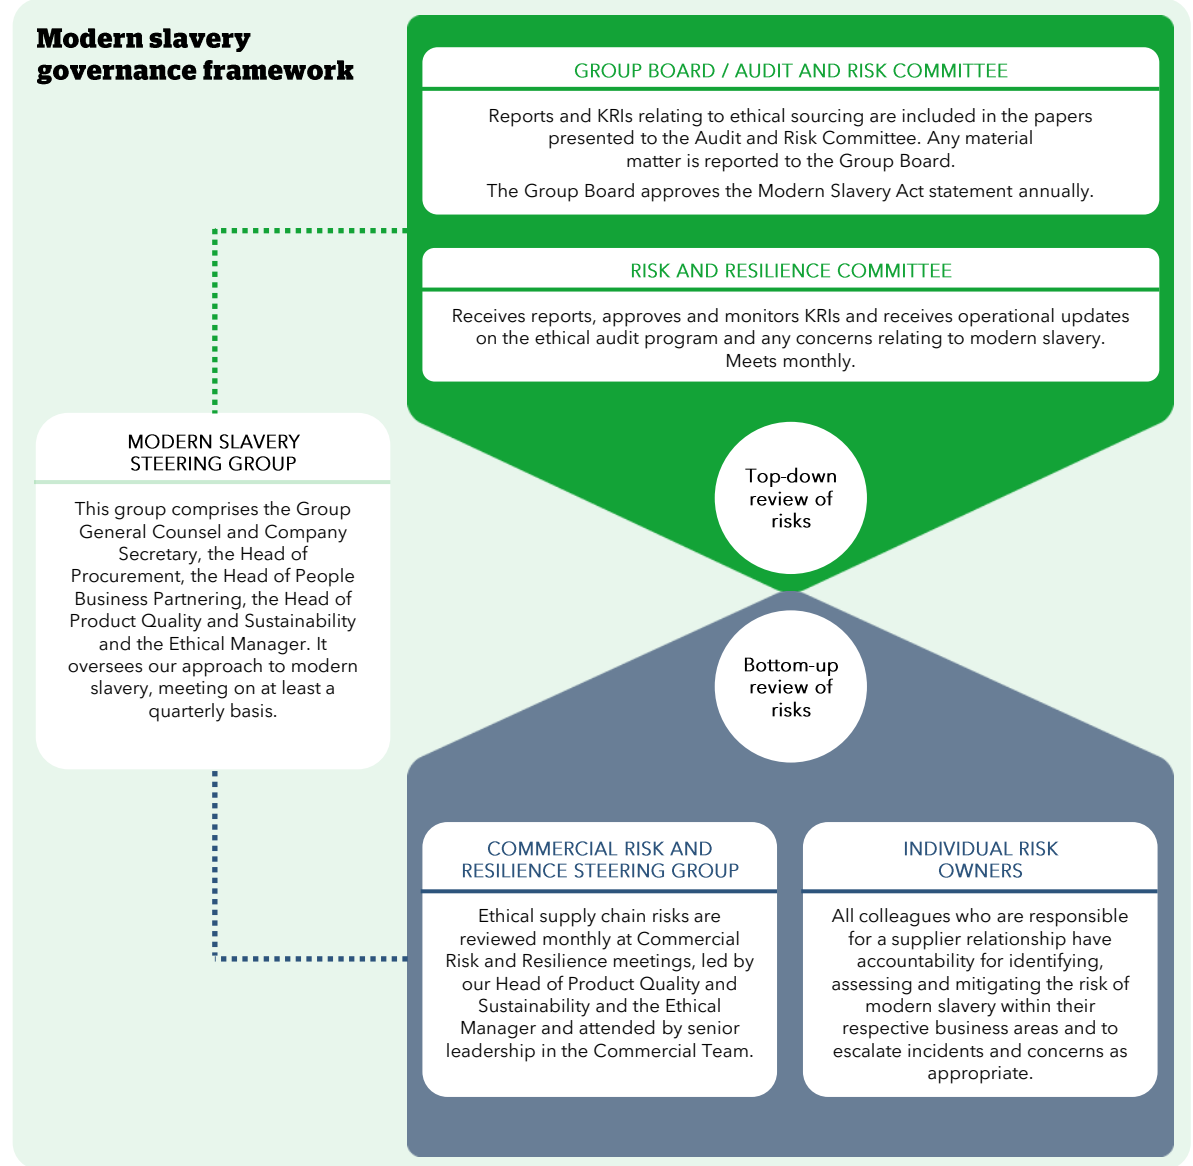 Modern slavery
governance framework
GROUP BOARD / AUDIT AND RISK COMMITTEE
Reports and KRIs relating to ethical sourcing are included in the papers
presented to the Audit and Risk Committee. Any material
matter is reported to the Group Board.
The Group Board approves the Modern Slavery Act statement annually.
RISK AND RESILIENCE COMMITTEE
Receives reports, approves and monitors KRIs and receives operational updates
on the ethical audit program and any concerns relating to modern slavery.
Meets monthly.
MODERN SLAVERY
STEERING GROUP
This group comprises the Group
General Counsel and Company
Secretary, the Head of
Procurement, the Head of People
Business Partnering, the Head of
Product Quality and Sustainability
and the Ethical Manager. It
oversees our approach to modern
slavery, meeting on at least a
quarterly basis.
Top-down
review of
risks
Bottom-up
review of
risks
COMMERCIAL RISK AND
RESILIENCE STEERING GROUP
Ethical supply chain risks are
reviewed monthly at Commercial
Risk and Resilience meetings, led by
our Head of Product Quality and
Sustainability and the Ethical
Manager and attended by senior
leadership in the Commercial Team.
INDIVIDUAL RISK
OWNERS
All colleagues who are responsible
for a supplier relationship have
accountability for identifying,
assessing and mitigating the risk of
modern slavery within their
respective business areas and to
escalate incidents and concerns as
appropriate.